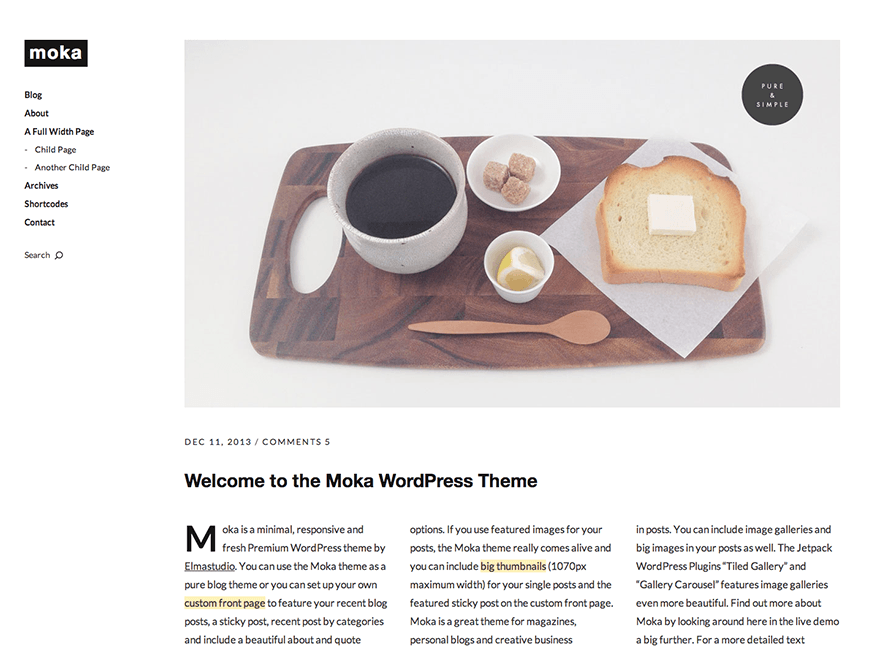 moka
Blog
About
A Full Width Page
- Child Page
- Another Child Page
Archives
Shortcodes
Contact
Search
PURE
&
SIMPLE
DEC 11, 2013 / COMMENTS 5
Welcome to the Moka WordPress Theme
Moka is a minimal, responsive and
fresh Premium WordPress theme by
Elmastudio. You can use the Moka theme as a
pure blog theme or you can set up your own
custom front page to feature your recent blog
posts, a sticky post, recent post by categories
and include a beautiful about and quote
options. If you use featured images for your
posts, the Moka theme really comes alive and
you can include big thumbnails (1070px
maximum width) for your single posts and the
featured sticky post on the custom front page.
Moka is a great theme for magazines,
personal blogs and creative business
in posts. You can include image galleries and
big images in your posts as well. The Jetpack
WordPress Plugins “Tiled Gallery” and
“Gallery Carousel” features image galleries
even more beautiful. Find out more about
Moka by looking around here in the live demo
a big further. For a more detailed text